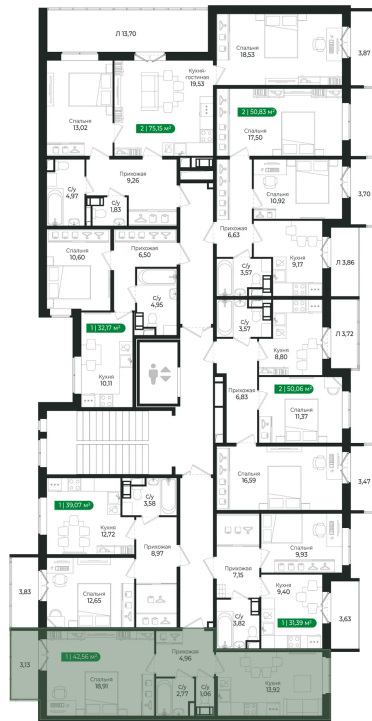 Л 13,70
Спальня
18,53
3,87
Кухня-
гостиная
19,53
Спальня
13,02
2 | 75,15 м²
2 | 50,83 м²
Спальня
17,50
Прихожая
9,26
С/у
4,97
С/у
1,83
Спальня
10,92
3,70
Прихожая
6,63
Прихожая
6,50
Спальня
10,60
Кухня
9,17
Л 3,86
С/у
3,57
С/у
4,95
С/у
3,57
1 | 32,17 м²
Кухня
10,11
Кухня
8,80
Л 3,72
2 | 50,06 м²
Прихожая
6,83
Спальня
11,37
Спальня
16,59
3,47
С/у
3,58
1 | 39,07 м²
Кухня
12,72
Прихожая
8,97
Спальня
9,93
Прихожая
7,15
3,83
Спальня
12,65
Кухня
9,40
С/у
3,82
1 | 31,39 м²
3,63
3,13
1 | 42,56 м²
Спальня
18,91
Прихожая
4,96
С/у
2,77
С/у
1,06
Кухня
13,92